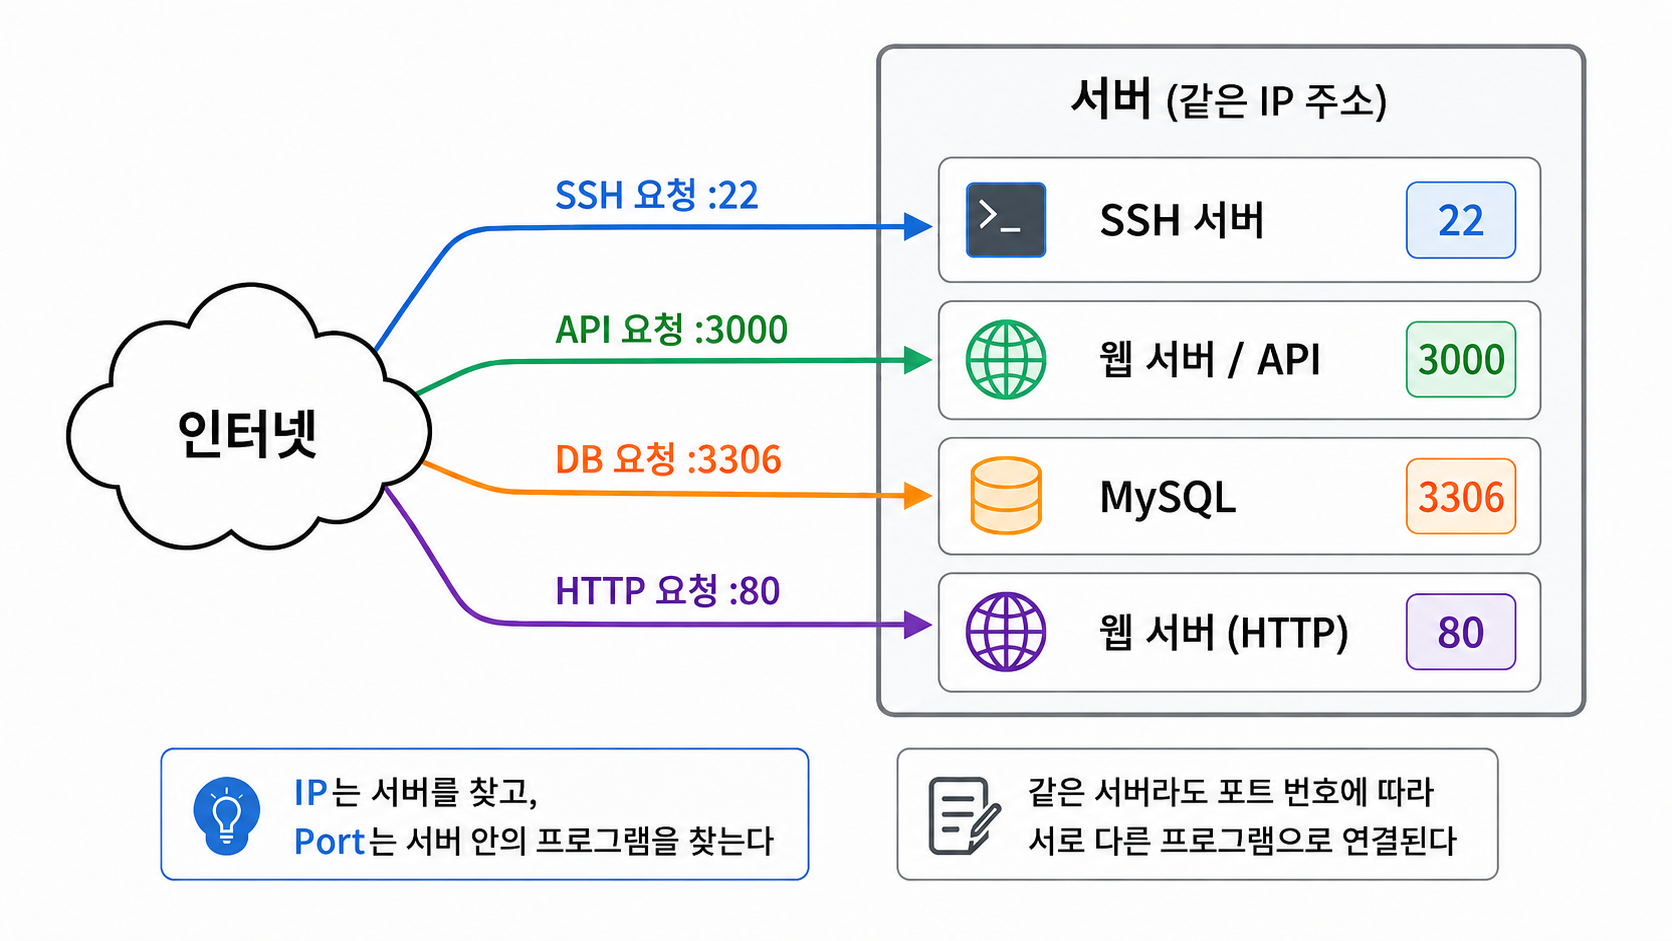 서버 (같은 IP 주소)
SSH 요청 :22
SSH 서버
22
API 요청 :3000
웹 서버 / API
3000
인터넷
DB 요청 :3306
MySQL
3306
HTTP 요청 :80
웹 서버 (HTTP)
80
IP는 서버를 찾고,
Port는 서버 안의 프로그램을 찾는다
같은 서버라도 포트 번호에 따라
서로 다른 프로그램으로 연결된다